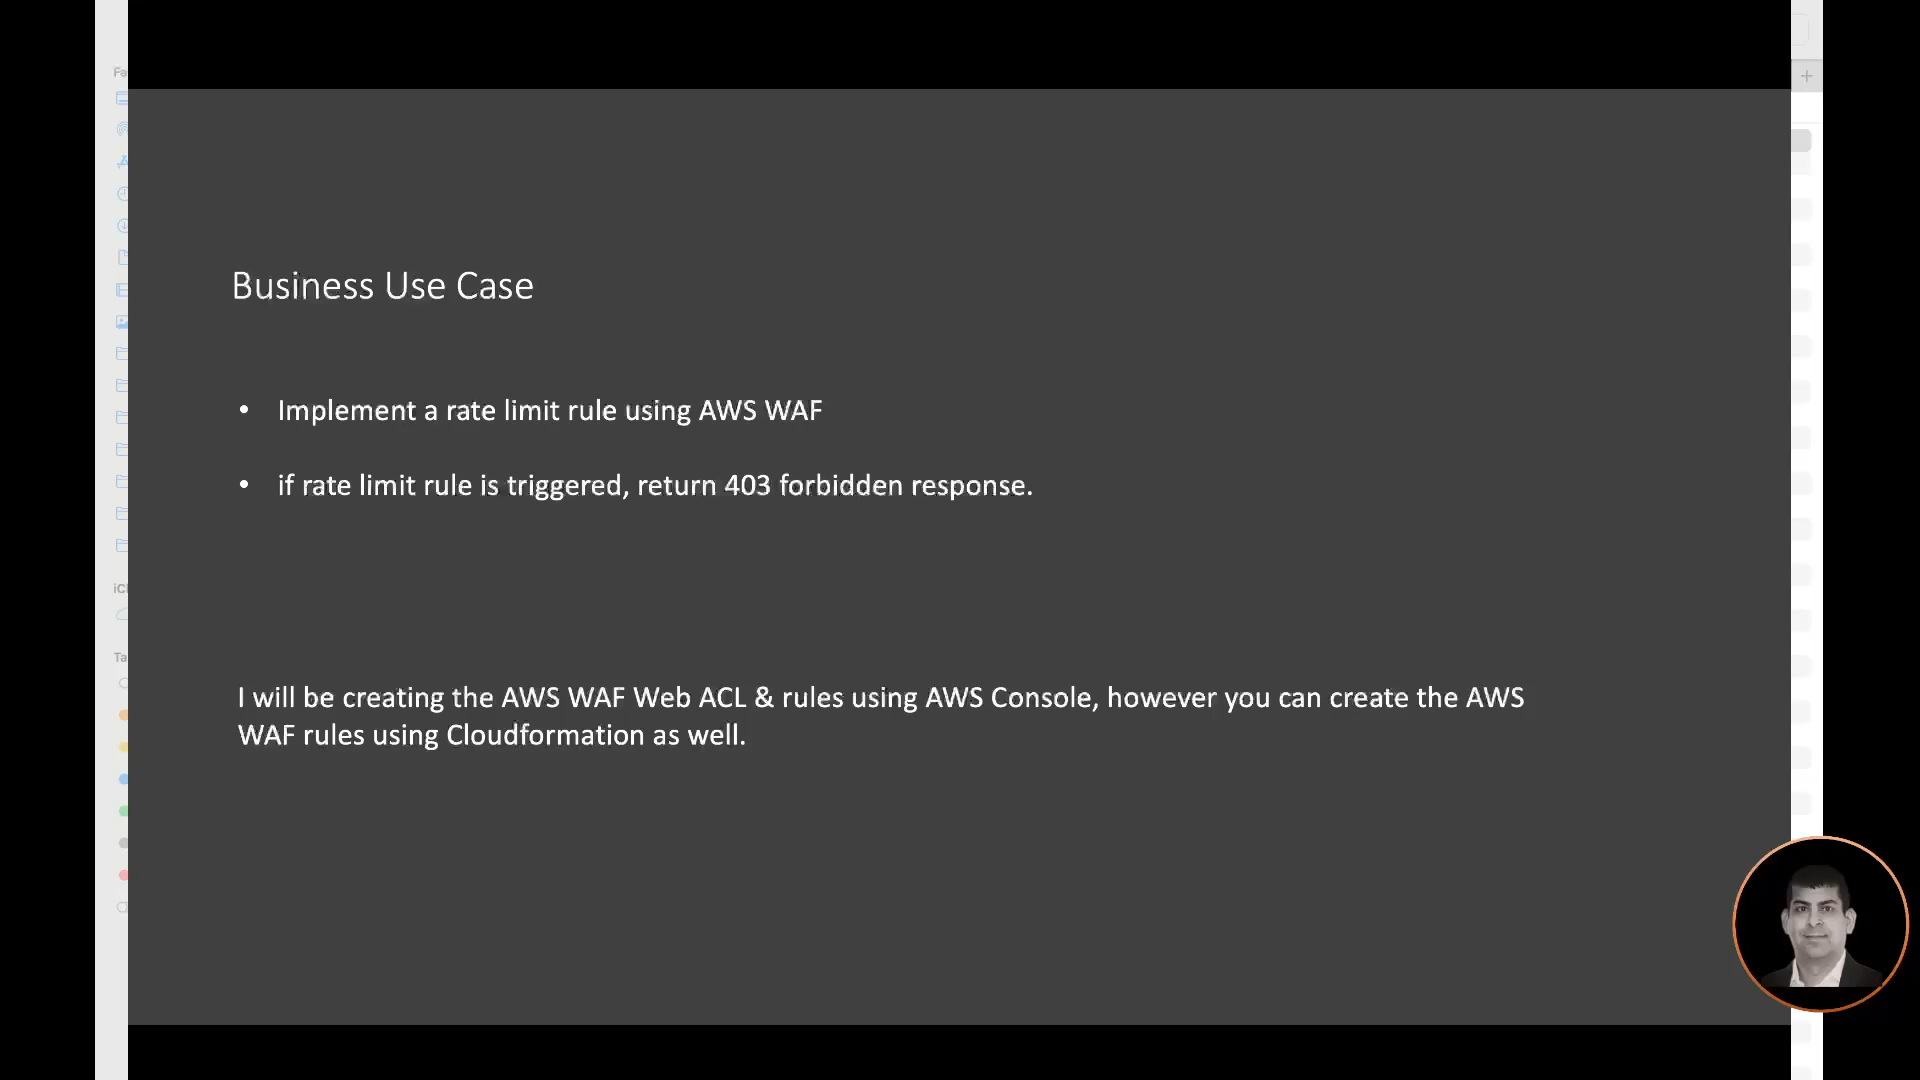 Business Use Case
• Implement a rate limit rule using AWS WAF
• if rate limit rule is triggered, return 403 forbidden response.
I will be creating the AWS WAF Web ACL & rules using AWS Console, however you can create the AWS
WAF rules using Cloudformation as well.